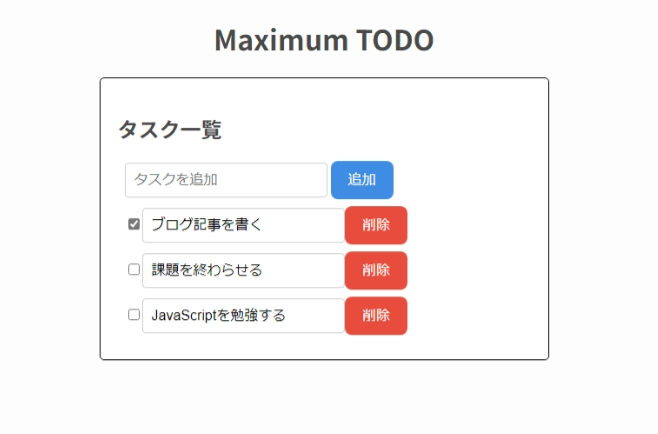 Maximum TODO
タスク一覧
タスクを追加 追加
ブログ記事を書く 削除
課題を終わらせる 削除
JavaScriptを勉強する 削除